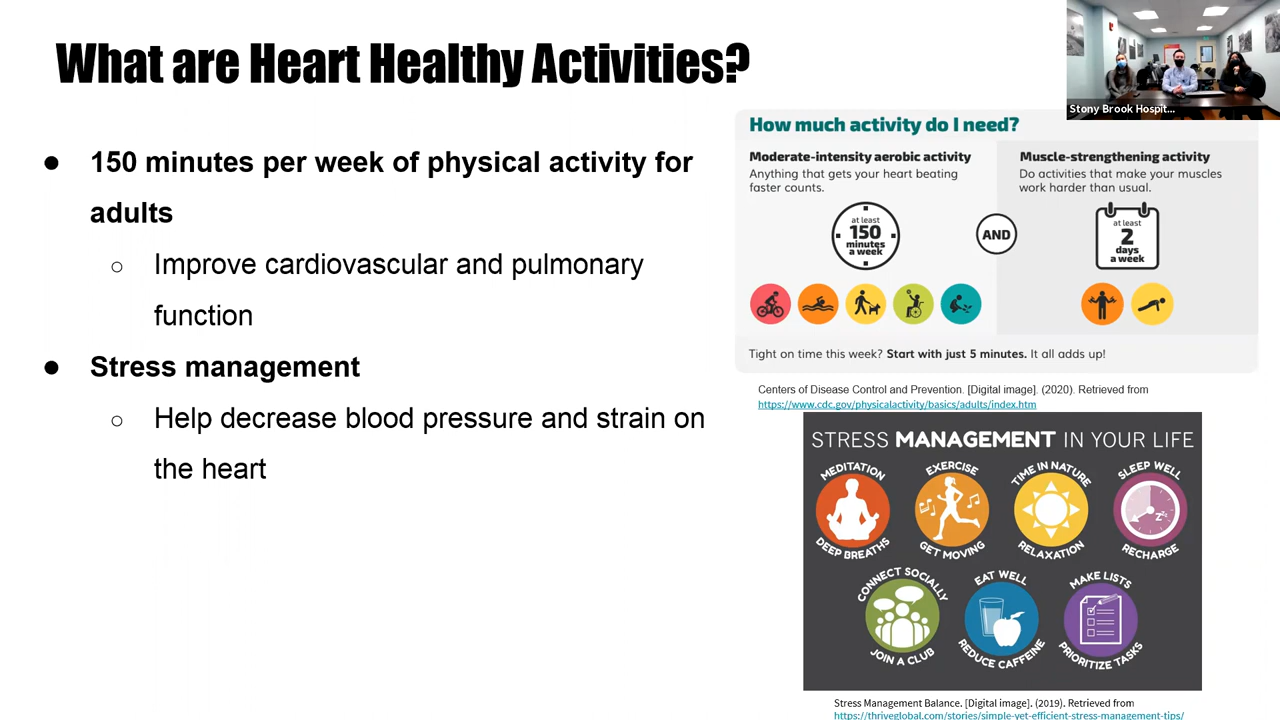 What are Heart Healthy Activities?
● 150 minutes per week of physical activity for
adults
○ Improve cardiovascular and pulmonary
function
● Stress management
○ Help decrease blood pressure and strain on
the heart
Stony Brook Hospit...
How much activity do I need?
Moderate-intensity aerobic activity
Anything that gets your heart beating
faster counts.
at least
150
minutes
a week
AND
Muscle-strengthening activity
Do activities that make your muscles
work harder than usual.
at least
2
days
a week
Tight on time this week? Start with just 5 minutes. It all adds up!
Centers of Disease Control and Prevention. [Digital image]. (2020). Retrieved from
https://www.cdc.gov/physicalactivity/basics/adults/index.htm
STRESS MANAGEMENT IN YOUR LIFE
MEDITATION
DEEP BREATHS
EXERCISE
GET MOVING
TIME IN NATURE
RELAXATION
SLEEP WELL
ZZZ
RECHARGE
CONNECT SOCIALLY
JOIN A CLUB
EAT WELL
REDUCE CAFFEINE
MAKE LISTS
PRIORITIZE TASKS
Stress Management Balance. [Digital image]. (2019). Retrieved from
https://thriveglobal.com/stories/simple-yet-efficient-stress-management-tips/